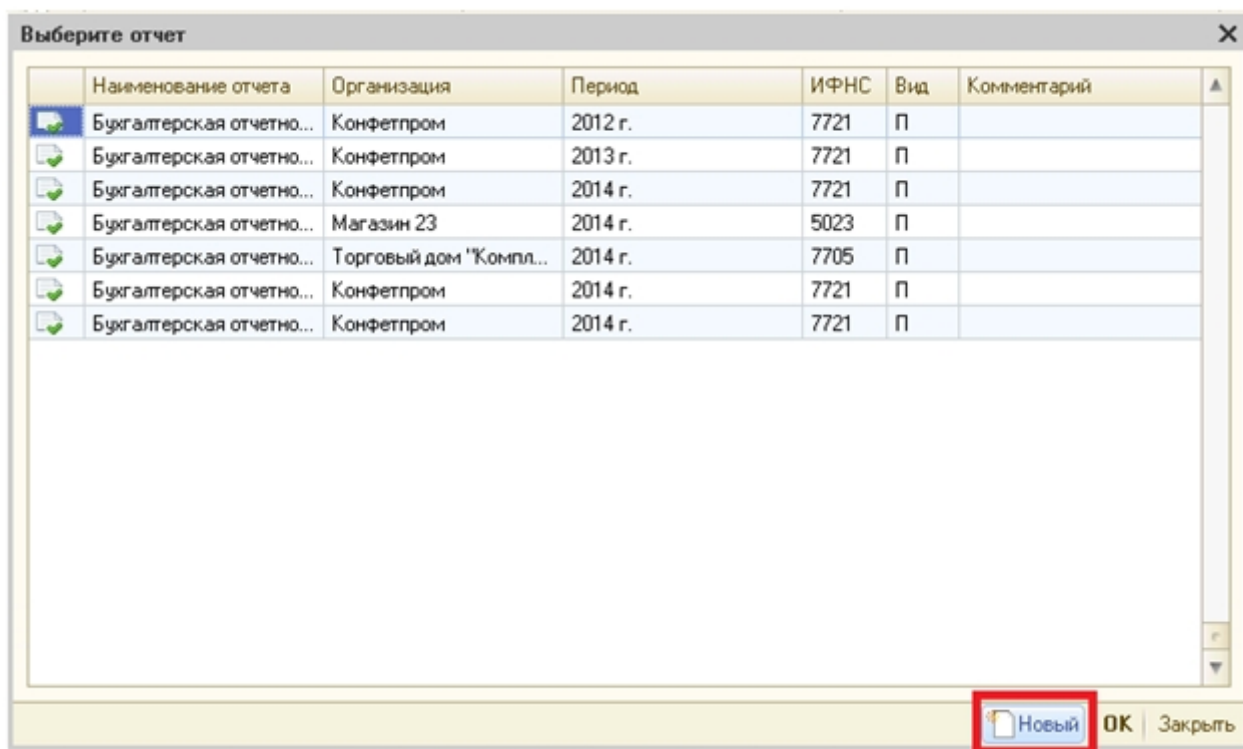 Выберите отчет
Наименование отчета Организация Период ИФНС Вид Комментарий
Бухгалтерская отчетно... Конфетпром 2012 г. 7721 П
Бухгалтерская отчетно... Конфетпром 2013 г. 7721 П
Бухгалтерская отчетно... Конфетпром 2014 г. 7721 П
Бухгалтерская отчетно... Магазин 23 2014 г. 5023 П
Бухгалтерская отчетно... Торговый дом "Компл... 2014 г. 7705 П
Бухгалтерская отчетно... Конфетпром 2014 г. 7721 П
Бухгалтерская отчетно... Конфетпром 2014 г. 7721 П
Новый OK Закрыть